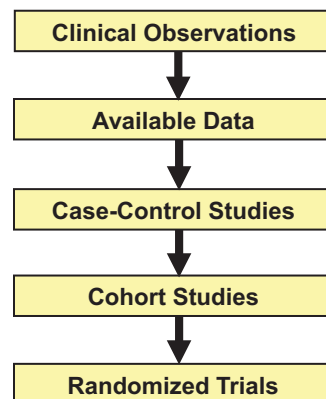 Clinical Observations
Available Data
Case-Control Studies
Cohort Studies
Randomized Trials